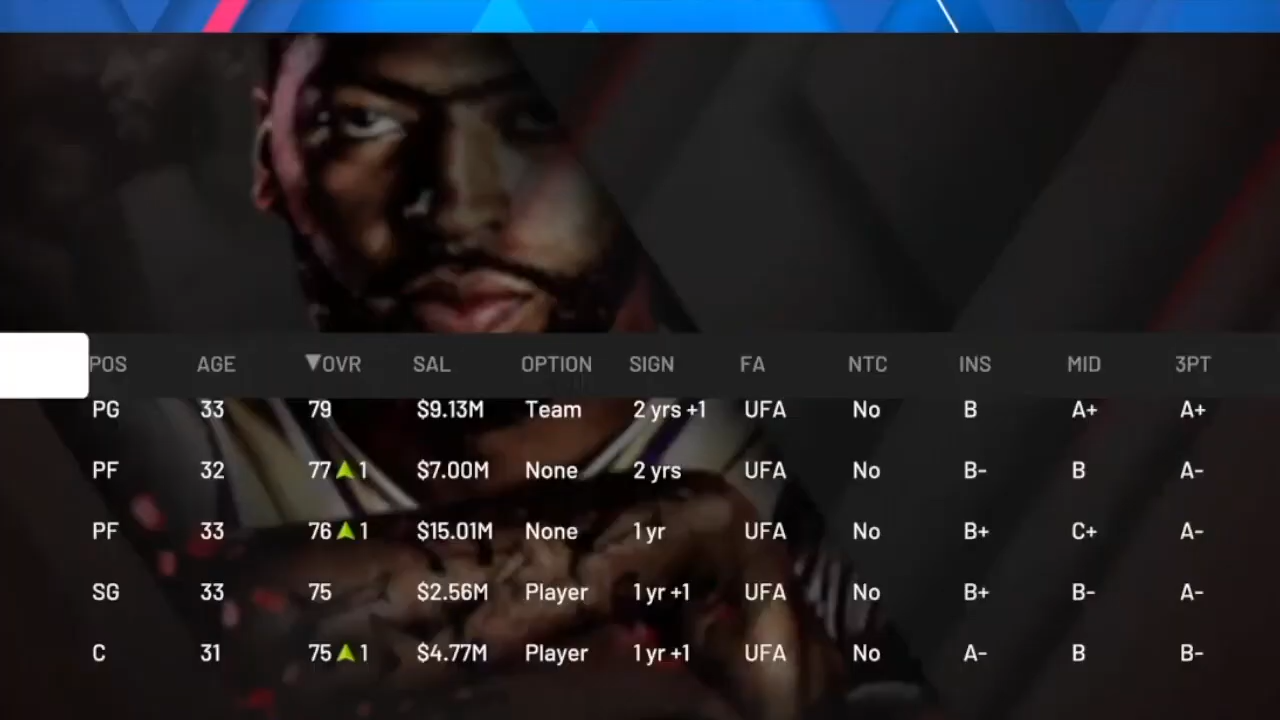 POS AGE ▼OVR SAL OPTION SIGN FA NTC INS MID 3PT
PG 33 79 $9.13M Team 2 yrs +1 UFA No B A+ A+
PF 32 77 ▲1 $7.00M None 2 yrs UFA No B- B A-
PF 33 76 ▲1 $15.01M None 1 yr UFA No B+ C+ A-
SG 33 75 $2.56M Player 1 yr +1 UFA No B+ B- A-
C 31 75 ▲1 $4.77M Player 1 yr +1 UFA No A- B B-